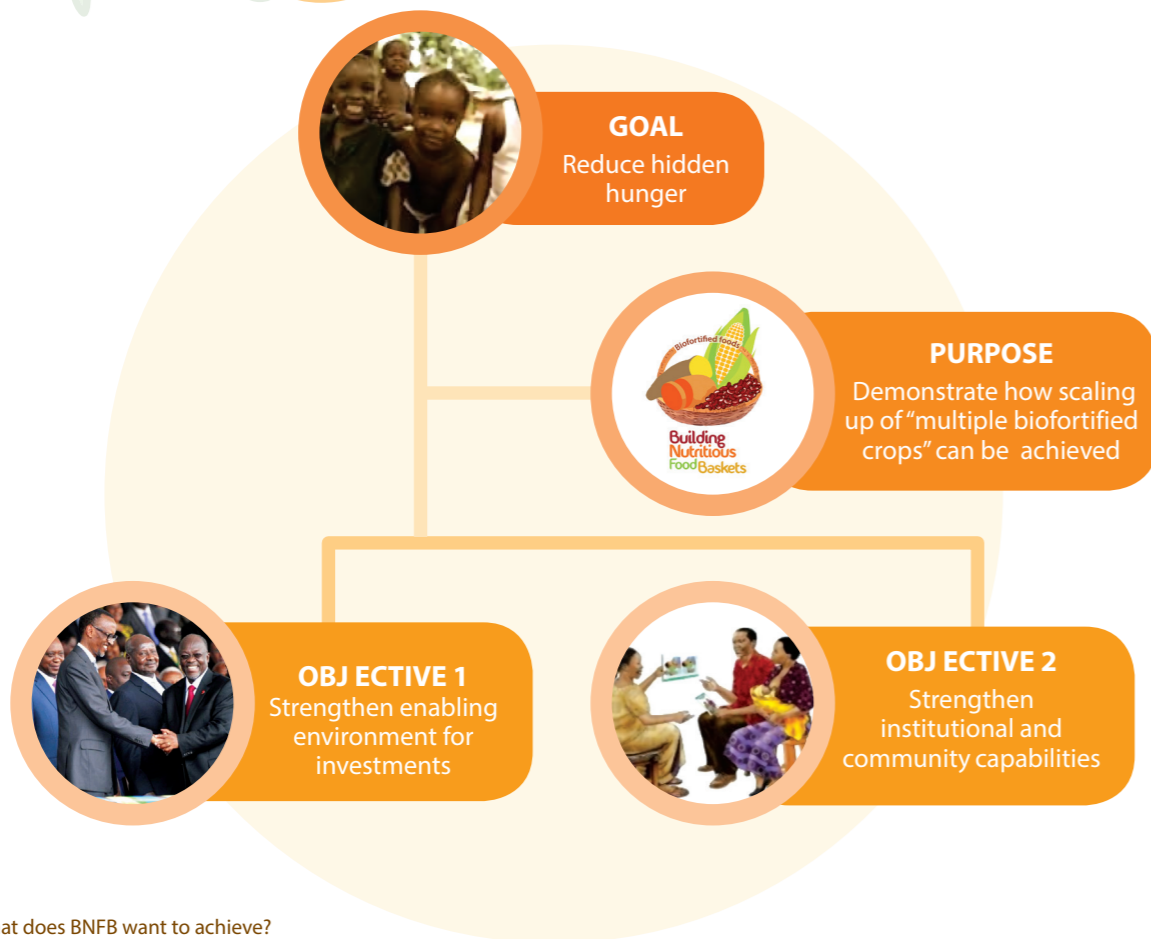 GOAL
Reduce hidden
hunger
PURPOSE
Demonstrate how scaling
up of “multiple biofortified
crops” can be achieved
Biofortified foods
Building
Nutritious
Food Baskets
OBJ ECTIVE 1
Strengthen enabling
environment for
investments
OBJ ECTIVE 2
Strengthen
institutional and
community capabilities
at does BNFB want to achieve?